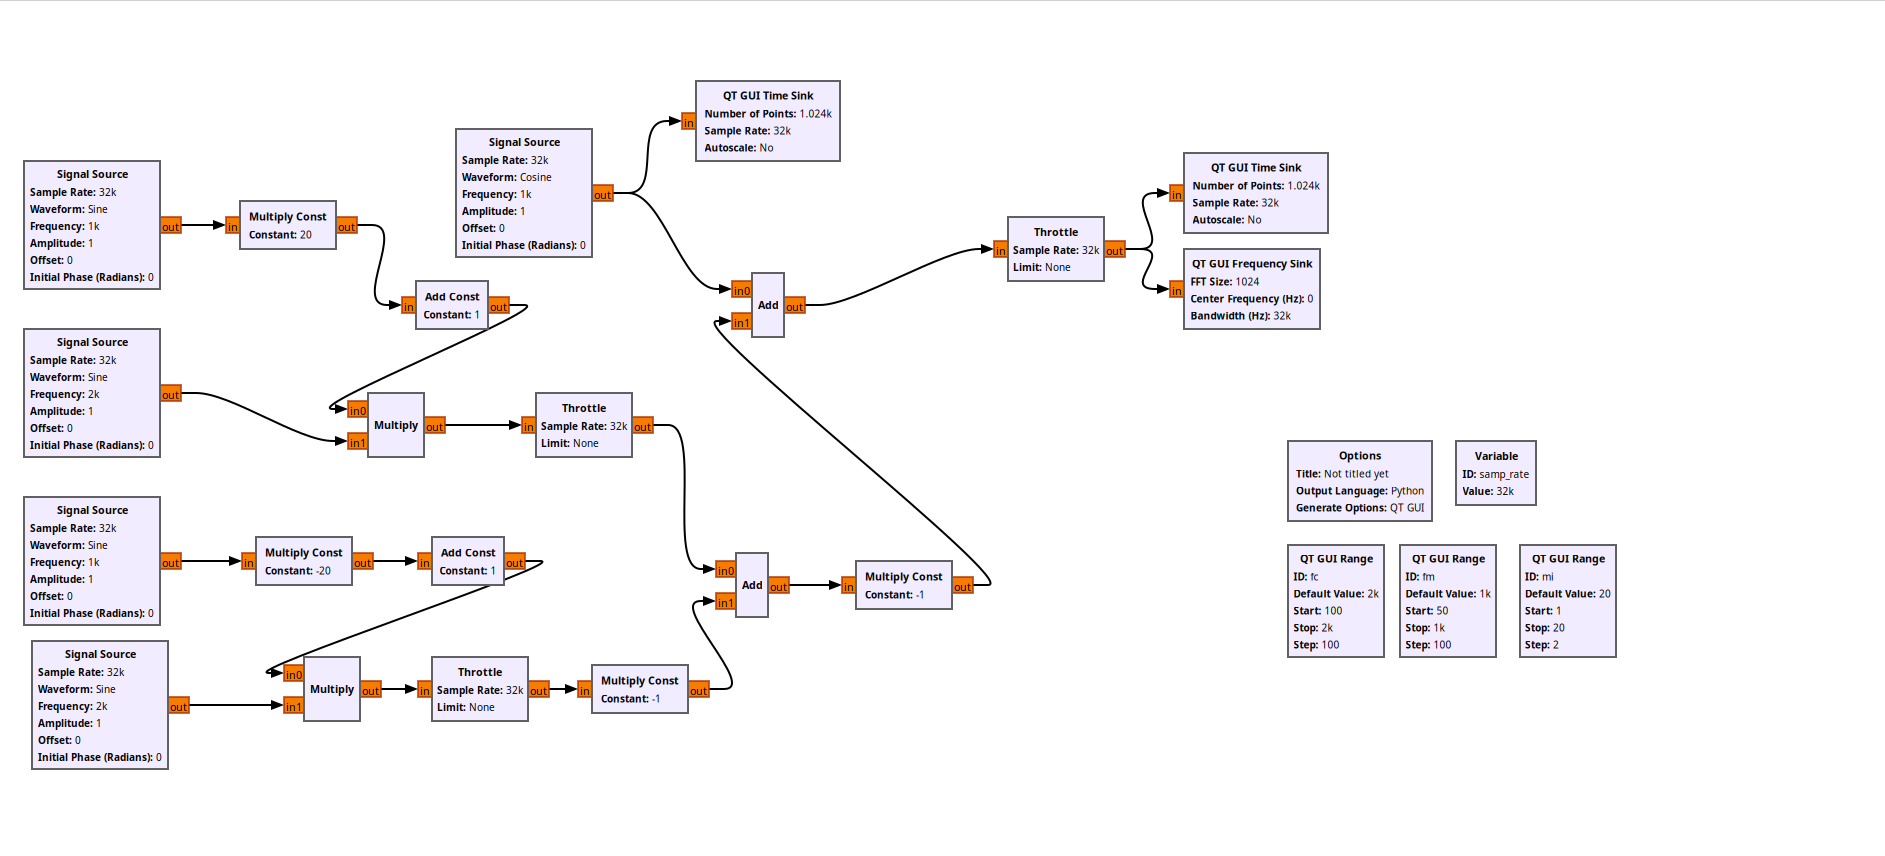 Signal Source
Sample Rate: 32k
Waveform: Sine
Frequency: 1k
Amplitude: 1
Offset: 0
Initial Phase (Radians): 0
out
in
Multiply Const
Constant: 20
out
in
Add Const
Constant: 1
out
Signal Source
Sample Rate: 32k
Waveform: Cosine
Frequency: 1k
Amplitude: 1
Offset: 0
Initial Phase (Radians): 0
out
in
QT GUI Time Sink
Number of Points: 1.024k
Sample Rate: 32k
Autoscale: No
in0
in1
Add
out
in
Throttle
Sample Rate: 32k
Limit: None
out
in
QT GUI Time Sink
Number of Points: 1.024k
Sample Rate: 32k
Autoscale: No
in
QT GUI Frequency Sink
FFT Size: 1024
Center Frequency (Hz): 0
Bandwidth (Hz): 32k
Signal Source
Sample Rate: 32k
Waveform: Sine
Frequency: 2k
Amplitude: 1
Offset: 0
Initial Phase (Radians): 0
out
in0
in1
Multiply
out
in
Throttle
Sample Rate: 32k
Limit: None
out
Signal Source
Sample Rate: 32k
Waveform: Sine
Frequency: 1k
Amplitude: 1
Offset: 0
Initial Phase (Radians): 0
out
in
Multiply Const
Constant: -20
out
in
Add Const
Constant: 1
out
Signal Source
Sample Rate: 32k
Waveform: Sine
Frequency: 2k
Amplitude: 1
Offset: 0
Initial Phase (Radians): 0
out
in0
in1
Multiply
out
in
Throttle
Sample Rate: 32k
Limit: None
out
in
Multiply Const
Constant: -1
out
in0
in1
Add
out
in
Multiply Const
Constant: -1
out
Options
Title: Not titled yet
Output Language: Python
Generate Options: QT GUI
Variable
ID: samp_rate
Value: 32k
QT GUI Range
ID: fc
Default Value: 2k
Start: 100
Stop: 2k
Step: 100
QT GUI Range
ID: fm
Default Value: 1k
Start: 50
Stop: 1k
Step: 100
QT GUI Range
ID: mi
Default Value: 20
Start: 1
Stop: 20
Step: 2